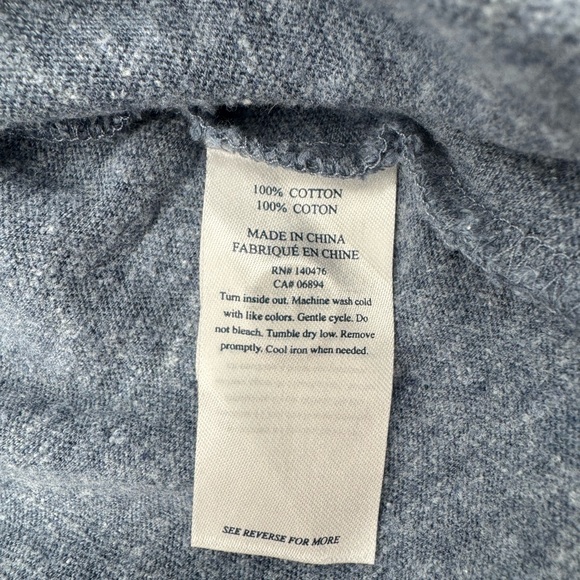 100% COTTON
100% COTON
MADE IN CHINA
FABRIQUÉ EN CHINE
RN# 140476
CA# 06894
Turn inside out. Machine wash cold
with like colors. Gentle cycle. Do
not bleach. Tumble dry low. Remove
promptly. Cool iron when needed.
SEE REVERSE FOR MORE